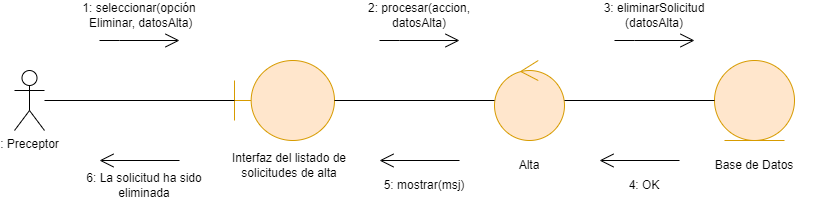 1: seleccionar(opción
Eliminar, datosAlta)
2: procesar(accion,
datosAlta)
3: eliminarSolicitud
(datosAlta)
: Preceptor
Interfaz del listado de
solicitudes de alta
Alta
Base de Datos
6: La solicitud ha sido
eliminada
5: mostrar(msj)
4: OK